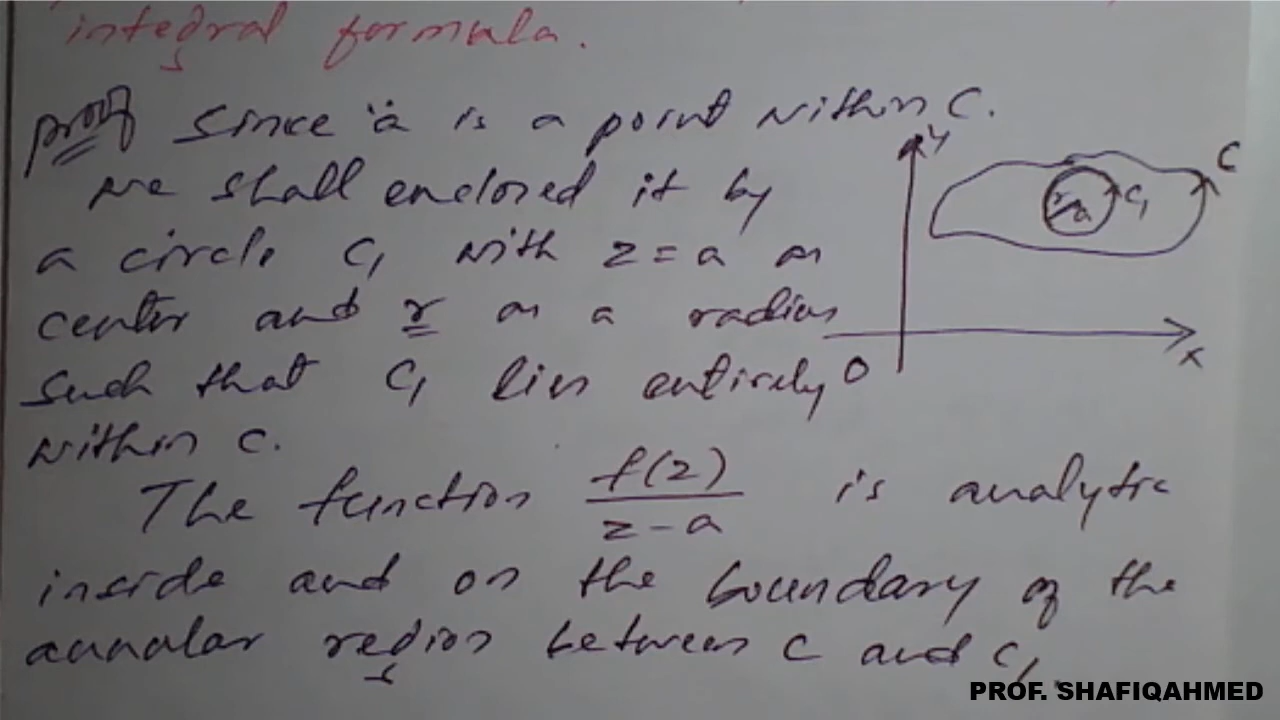 integral formula.
proof Since "a" is a point within C.
we shall enclosed it by
a circle C₁ with z = a as
center and r as a radius
such that C₁ lies entirely
within C.
The function f(z)/z-a is analytic
inside and on the boundary of the
annular region between C and C₁.
y
C
C₁
r
a
O
x
PROF. SHAFIQAHMED